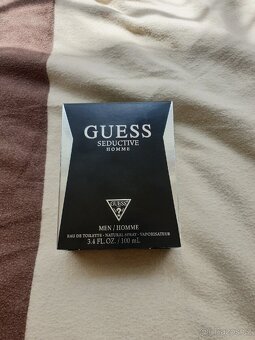 GUESS
SEDUCTIVE
HOMME
GUESS
?
MEN / HOMME
EAU DE TOILETTE - NATURAL SPRAY - VAPORISATEUR
3.4 FL.OZ. / 100 mL